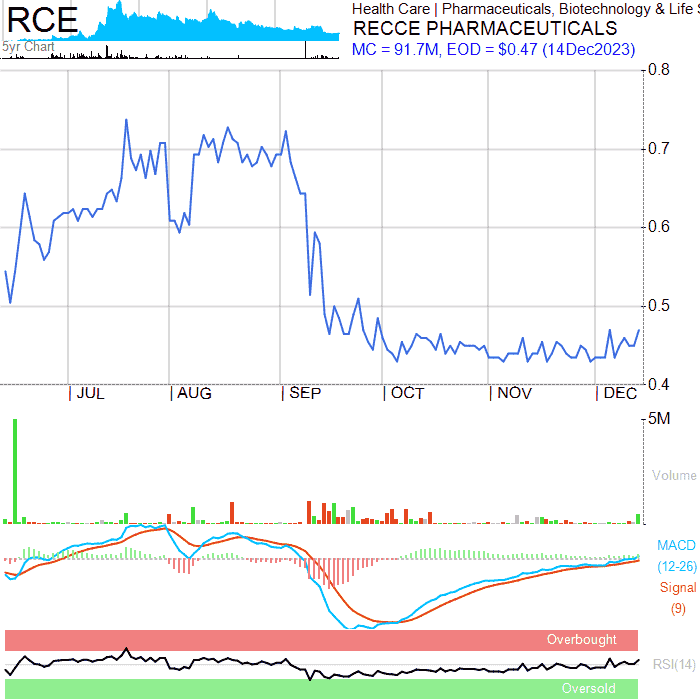 RCE
5yr Chart
Health Care | Pharmaceuticals, Biotechnology & Life S
RECCE PHARMACEUTICALS
MC = 91.7M, EOD = $0.47 (14Dec2023)
0.8
0.7
0.6
0.5
0.4
JUL AUG SEP OCT NOV DEC
5M
Volume
MACD
(12-26)
Signal
(9)
Overbought
RSI(14)
Oversold